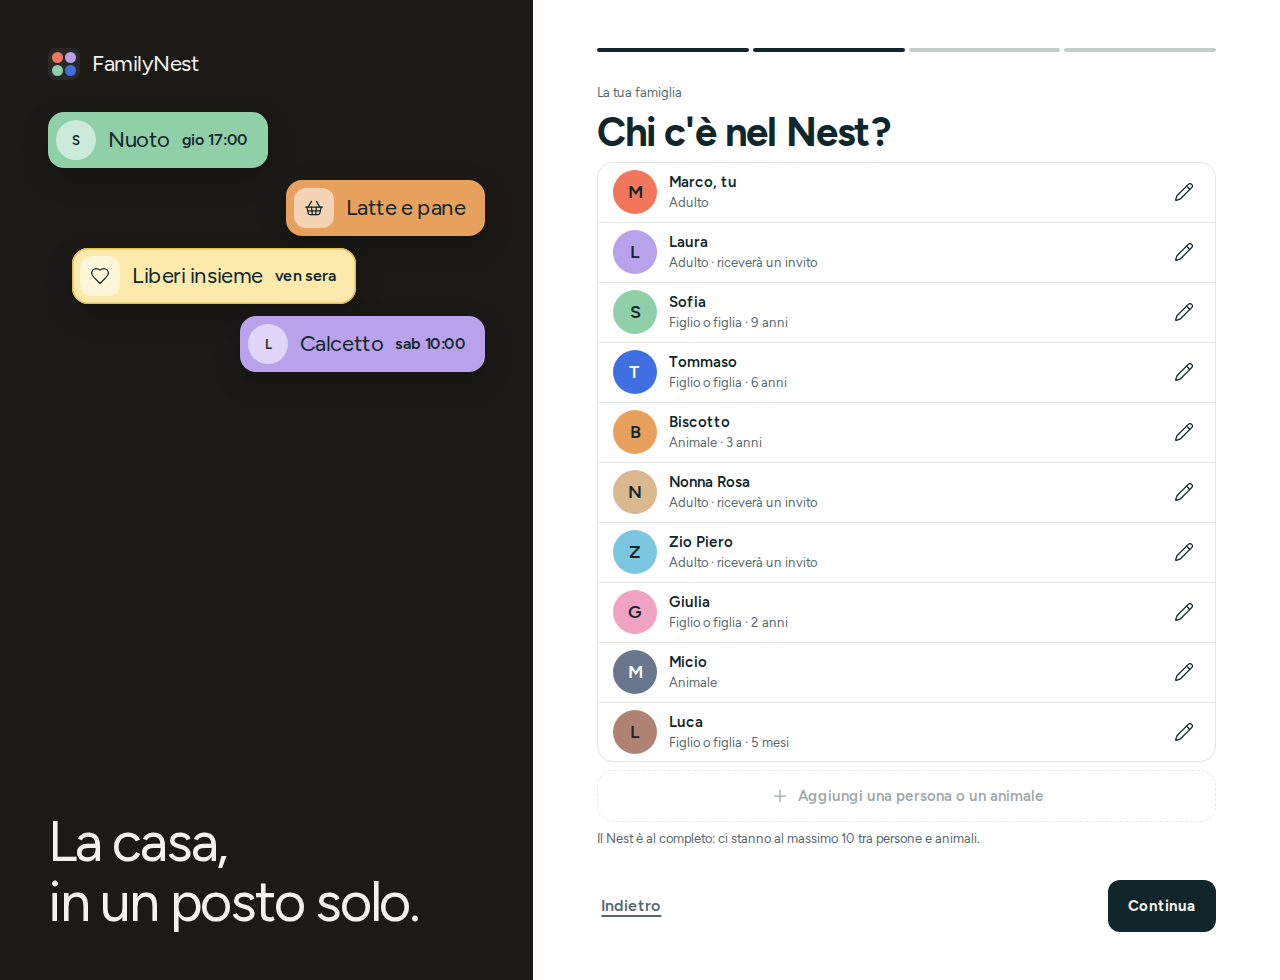 FamilyNest
S Nuoto gio 17:00
Latte e pane
Liberi insieme ven sera
L Calcetto sab 10:00
La casa,
in un posto solo.
La tua famiglia
Chi c'è nel Nest?
M Marco, tu
Adulto
L Laura
Adulto · riceverà un invito
S Sofia
Figlio o figlia · 9 anni
T Tommaso
Figlio o figlia · 6 anni
B Biscotto
Animale · 3 anni
N Nonna Rosa
Adulto · riceverà un invito
Z Zio Piero
Adulto · riceverà un invito
G Giulia
Figlio o figlia · 2 anni
M Micio
Animale
L Luca
Figlio o figlia · 5 mesi
Aggiungi una persona o un animale
Il Nest è al completo: ci stanno al massimo 10 tra persone e animali.
Indietro
Continua